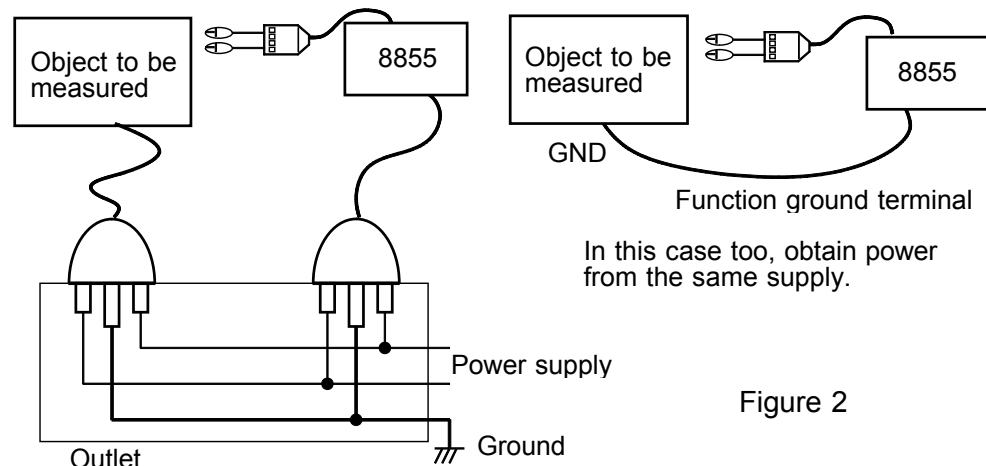 Object to be
measured
8855
Power supply
Ground
Outlet
Object to be
measured
8855
GND
Function ground terminal
In this case too, obtain power
from the same supply.
Figure 2